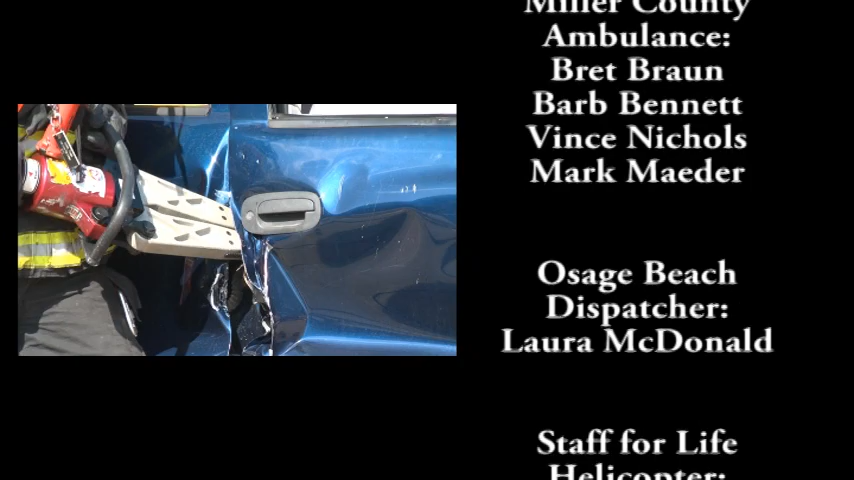 Miller County
Ambulance:
Bret Braun
Barb Bennett
Vince Nichols
Mark Maeder
Osage Beach
Dispatcher:
Laura McDonald
Staff for Life
Helicopter: